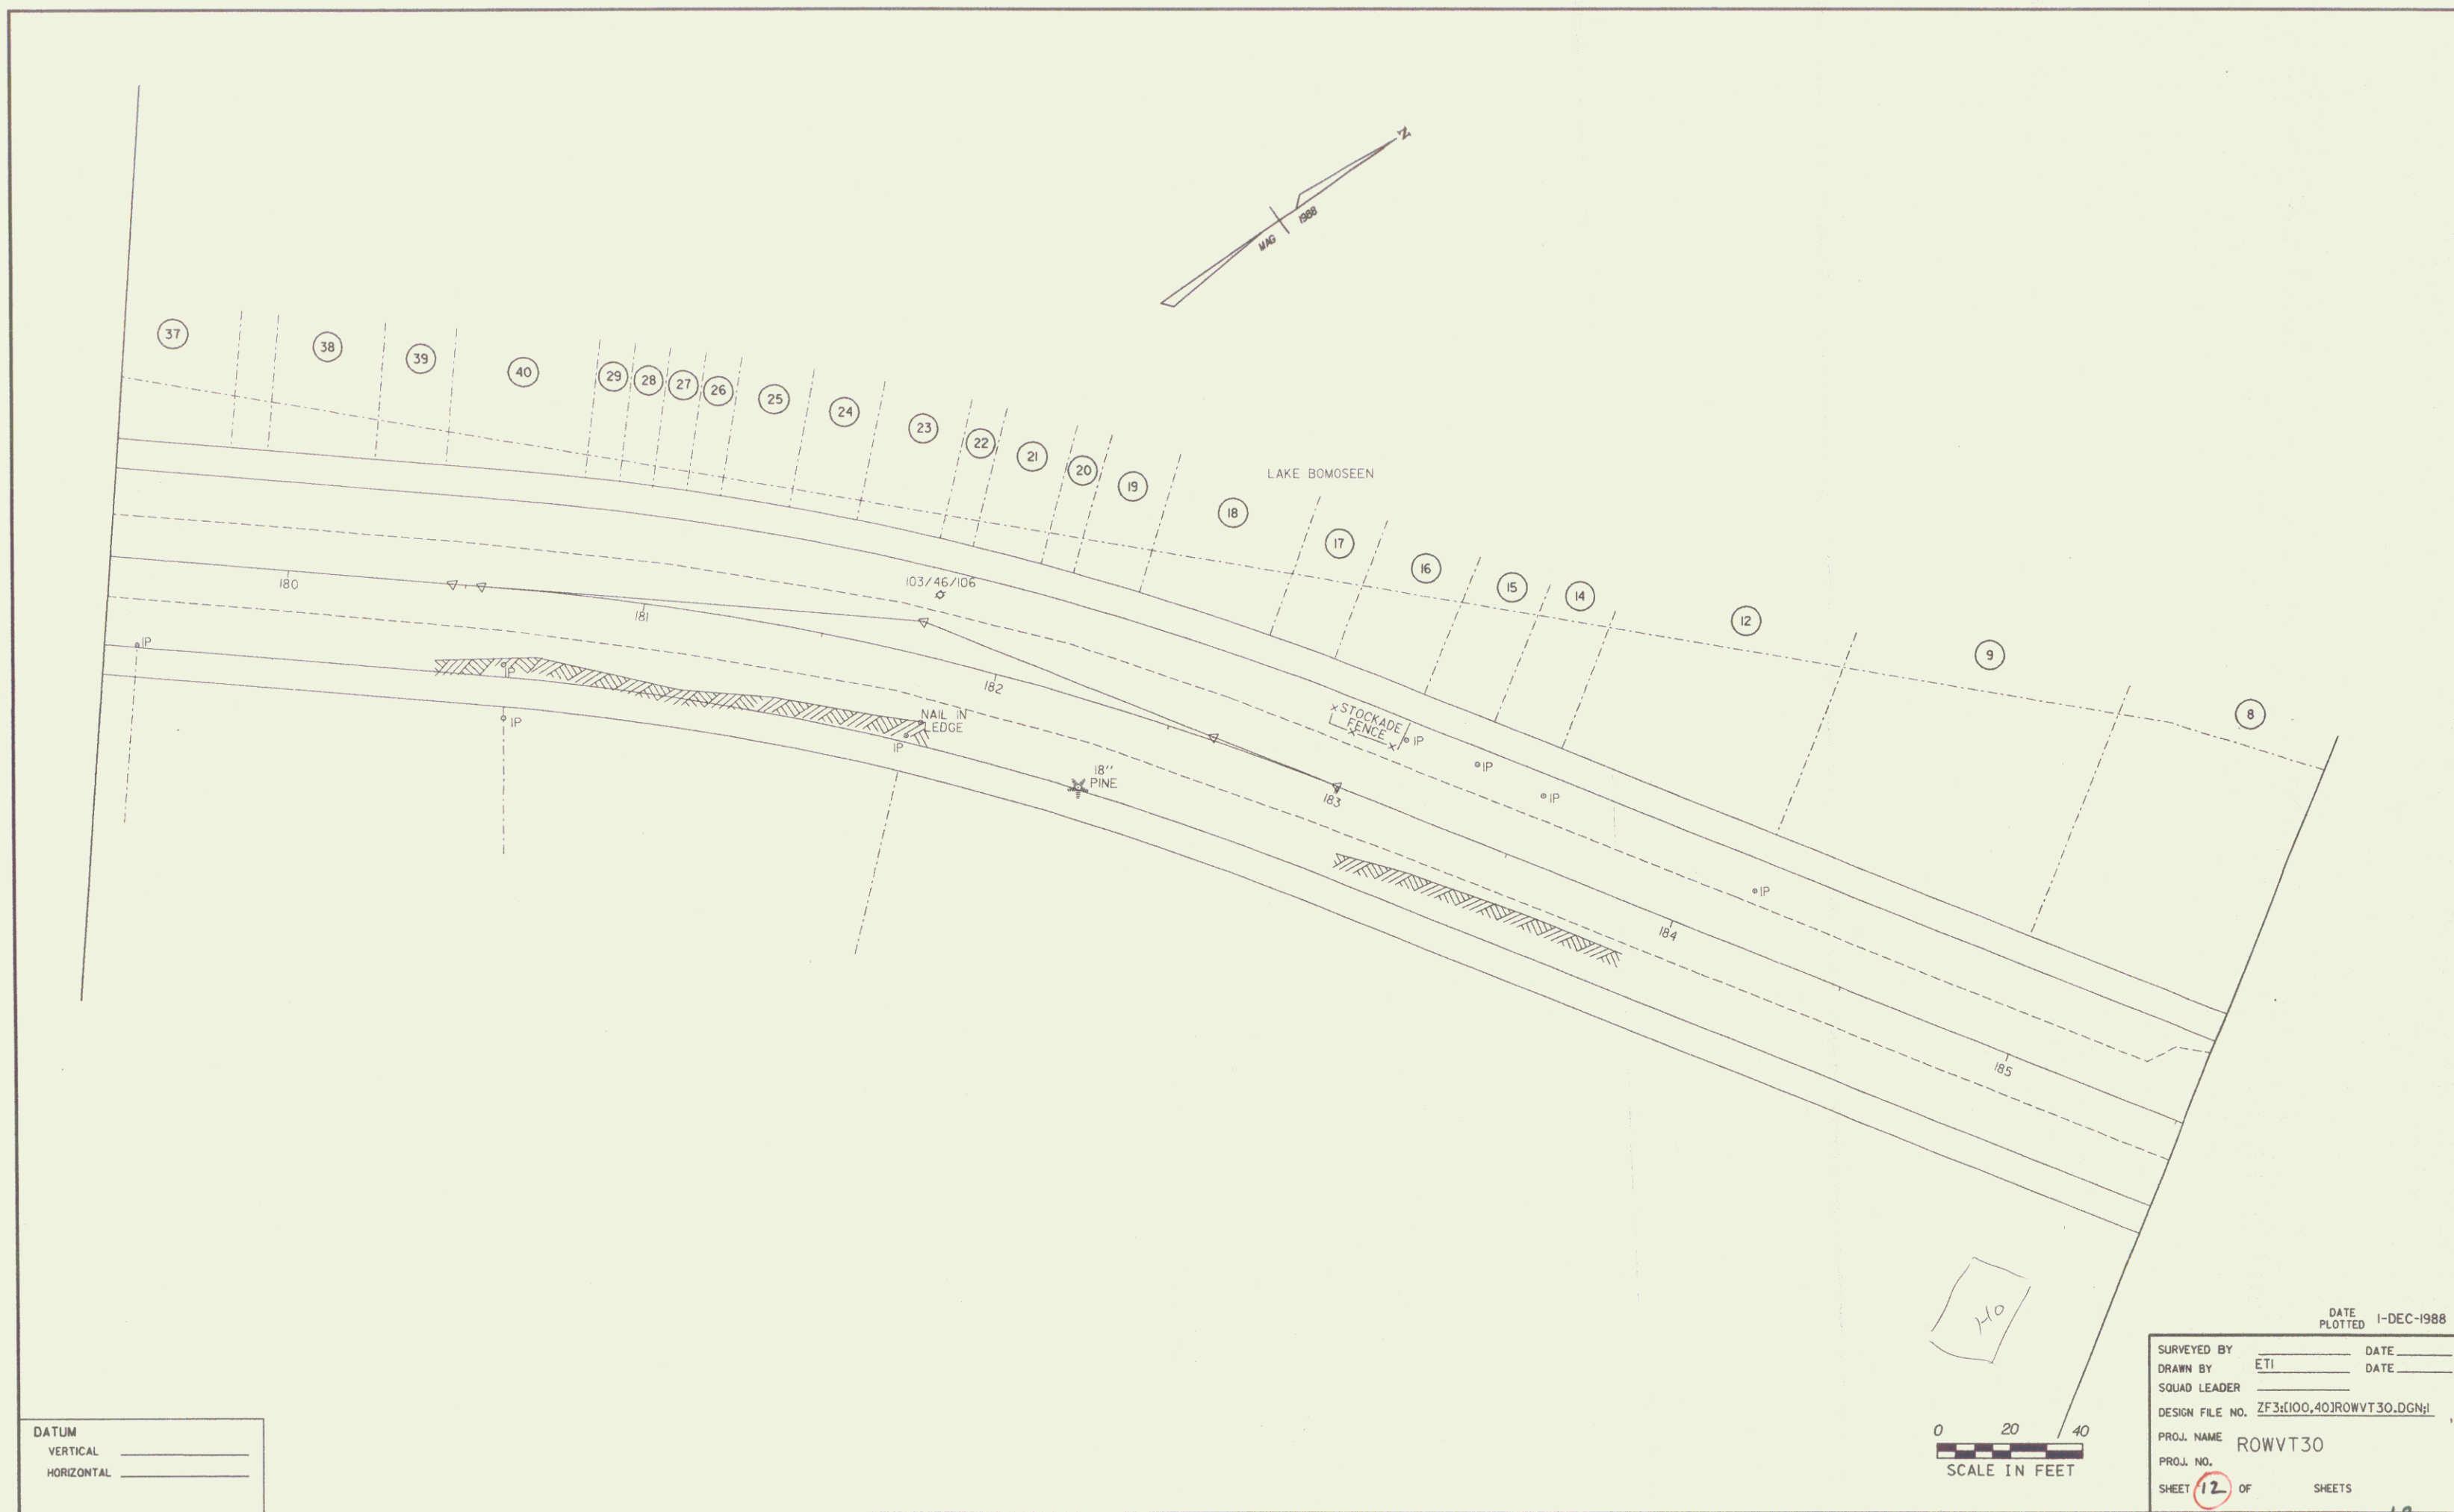 N
MAG 1988
37
38
39
40
29
28
27
26
25
24
23
22
21
20
19
18
17
16
15
14
12
9
8
LAKE BOMOSEEN
103/46/106
180
181
182
183
184
185
IP
IP
IP
NAIL IN
LEDGE
IP
18''
PINE
STOCKADE
FENCE
IP
IP
IP
IP
DATE
PLOTTED 1-DEC-1988
SURVEYED BY DATE
DRAWN BY ETI DATE
SQUAD LEADER
DESIGN FILE NO. ZF3:[100,40]ROWVT30.DGN;1
PROJ. NAME ROWVT30
PROJ. NO.
SHEET 12 OF SHEETS
0 20 40
SCALE IN FEET
DATUM
VERTICAL
HORIZONTAL